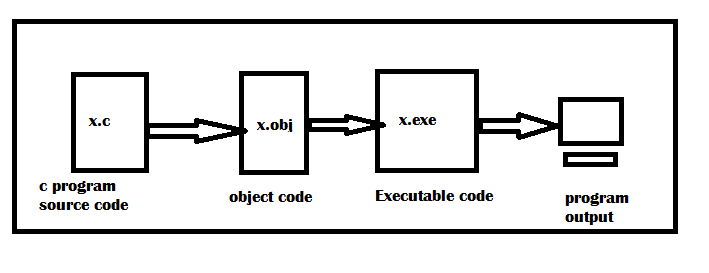 x.c
x.obj
x.exe
c program
source code
object code
Executable code
program
output